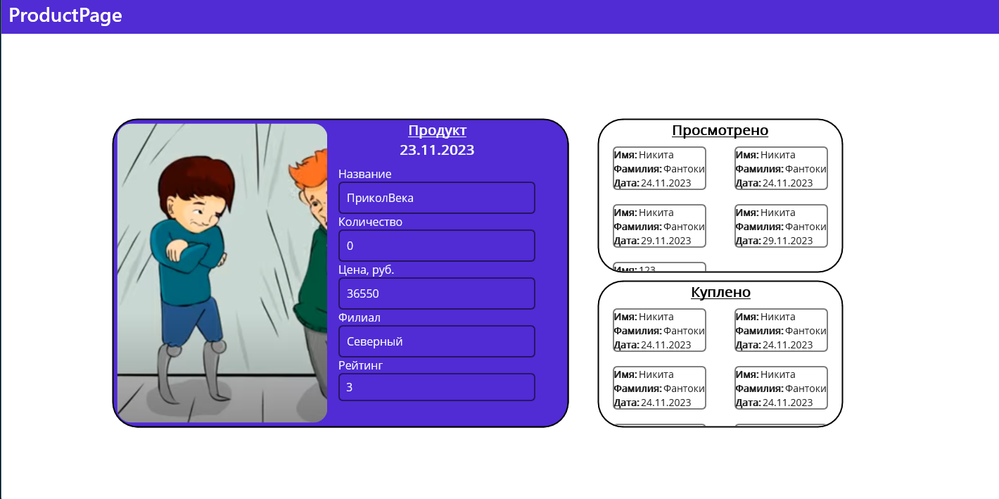 ProductPage
Продукт
23.11.2023
Название
ПриколВека
Количество
0
Цена, руб.
36550
Филиал
Северный
Рейтинг
3
Просмотрено
Имя: Никита
Фамилия: Фантоки
Дата: 24.11.2023
Имя: Никита
Фамилия: Фантоки
Дата: 24.11.2023
Имя: Никита
Фамилия: Фантоки
Дата: 29.11.2023
Имя: Никита
Фамилия: Фантоки
Дата: 29.11.2023
Имя: 123
Куплено
Имя: Никита
Фамилия: Фантоки
Дата: 24.11.2023
Имя: Никита
Фамилия: Фантоки
Дата: 24.11.2023
Имя: Никита
Фамилия: Фантоки
Дата: 24.11.2023
Имя: Никита
Фамилия: Фантоки
Дата: 24.11.2023